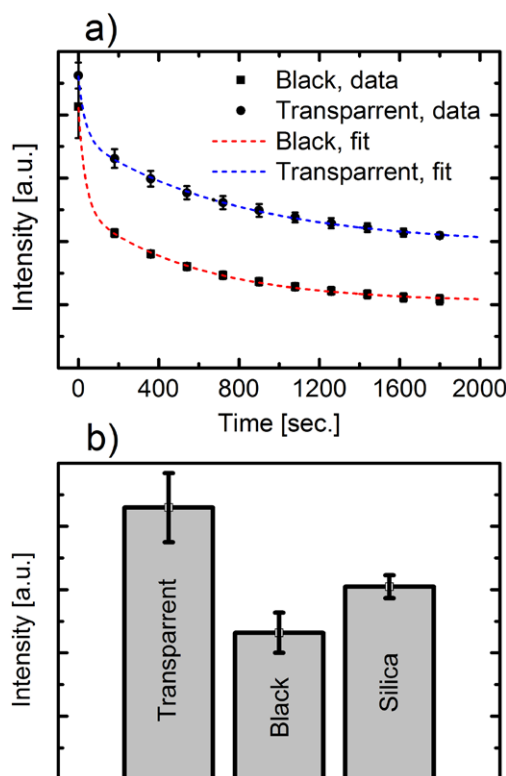 a)
Black, data
Transparrent, data
Black, fit
Transparrent, fit
Intensity [a.u.]
0 400 800 1200 1600 2000
Time [sec.]
b)
Intensity [a.u.]
Transparrent
Black
Silica